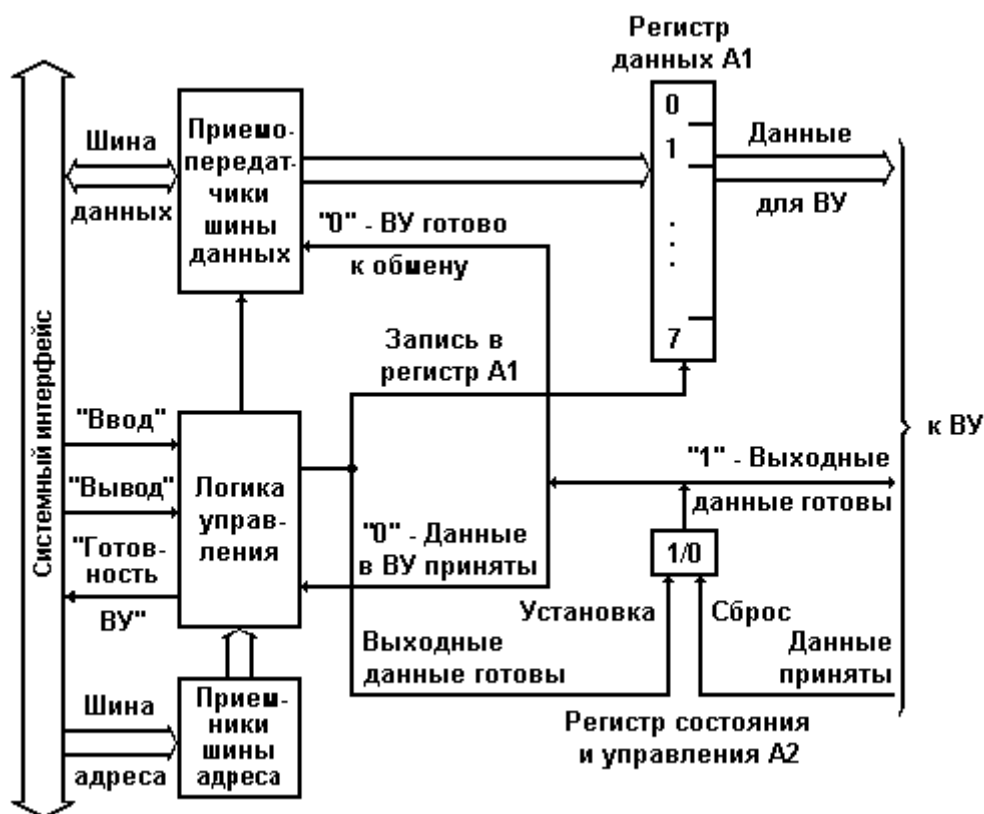 Регистр
данных А1
0
1
7
Шина
данных
Приемо-
передат-
чики
шины
данных
Данные
для ВУ
"0" - ВУ готово
к обмену
Запись в
регистр А1
Системный интерфейс
"Ввод"
"Вывод"
"Готов-
ность
ВУ"
Логика
управ-
ления
к ВУ
"1" - Выходные
данные готовы
"0" - Данные
в ВУ приняты
1/0
Установка
Сброс
Выходные
данные готовы
Данные
приняты
Шина
адреса
Прием-
ники
шины
адреса
Регистр состояния
и управления А2